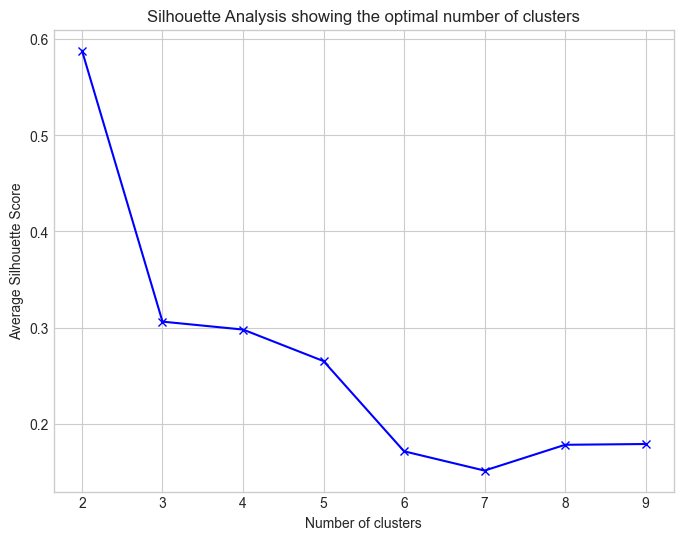 Silhouette Analysis showing the optimal number of clusters
0.6
0.5
0.4
0.3
0.2
Average Silhouette Score
2 3 4 5 6 7 8 9
Number of clusters